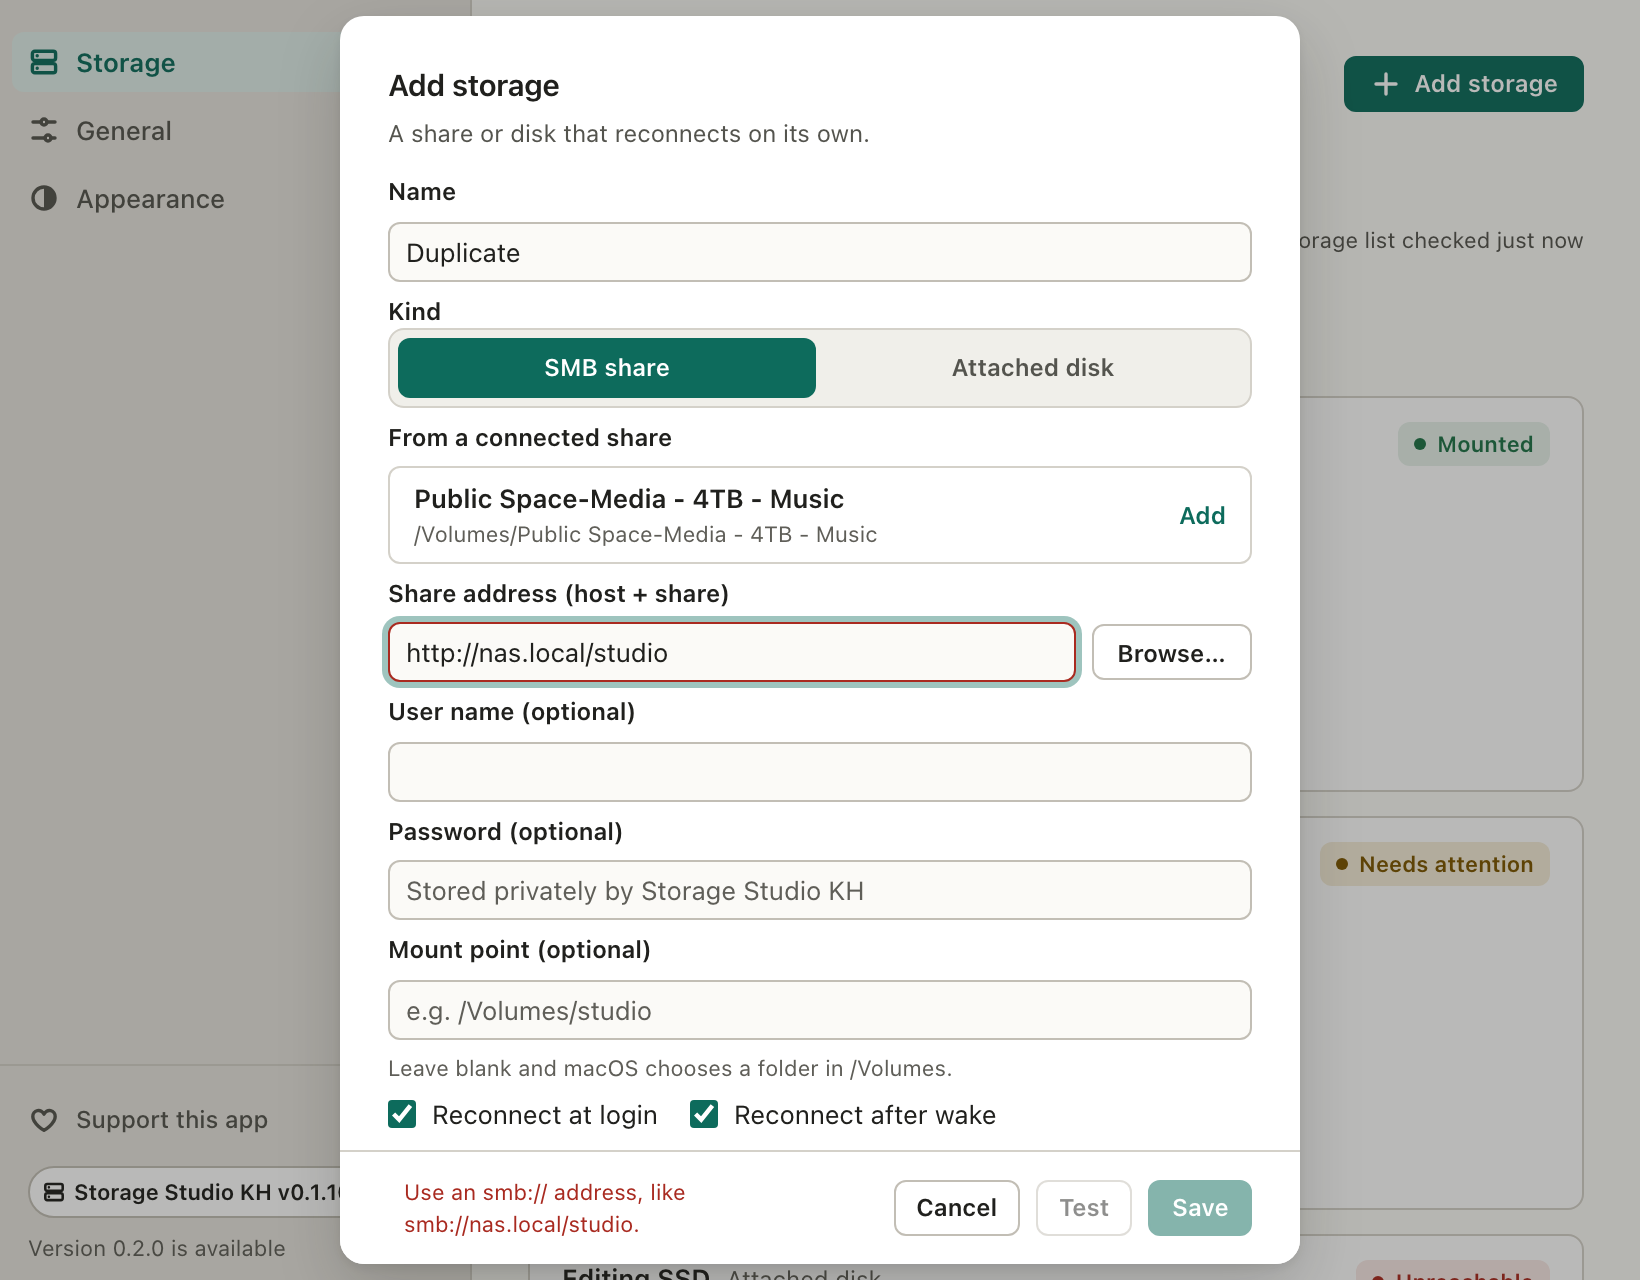 Storage
General
Appearance
Support this app
Storage Studio KH v0.1.1
Version 0.2.0 is available
Add storage
A share or disk that reconnects on its own.
Name
Duplicate
Kind
SMB share
Attached disk
From a connected share
Public Space-Media - 4TB - Music
/Volumes/Public Space-Media - 4TB - Music
Add
Share address (host + share)
http://nas.local/studio
Browse...
User name (optional)
Password (optional)
Stored privately by Storage Studio KH
Mount point (optional)
e.g. /Volumes/studio
Leave blank and macOS chooses a folder in /Volumes.
Reconnect at login
Reconnect after wake
Use an smb:// address, like
smb://nas.local/studio.
Cancel
Test
Save
Add storage
list checked just now
Mounted
Needs attention
Editing SSD Attached disk
Unreachable